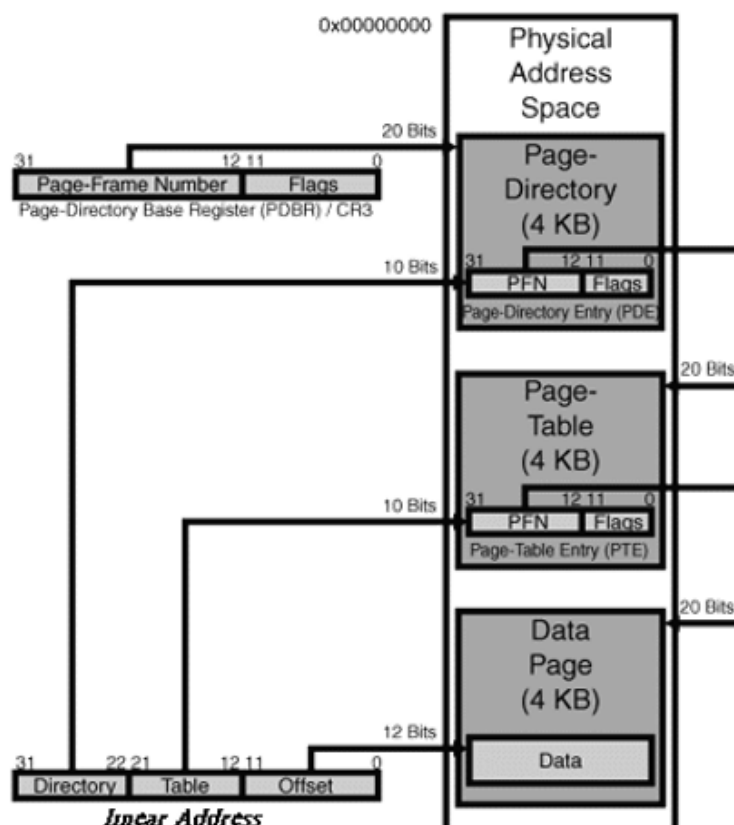 0x00000000
Physical
Address
Space
20 Bits
31 12 11 0
Page-Frame Number Flags
Page-Directory Base Register (PDBR) / CR3
Page-
Directory
(4 KB)
10 Bits
31 12 11 0
PFN Flags
Page-Directory Entry (PDE)
20 Bits
Page-
Table
(4 KB)
10 Bits
31 12 11 0
PFN Flags
Page-Table Entry (PTE)
20 Bits
Data
Page
(4 KB)
12 Bits
Data
31 22 21 12 11 0
Directory Table Offset
linear Address